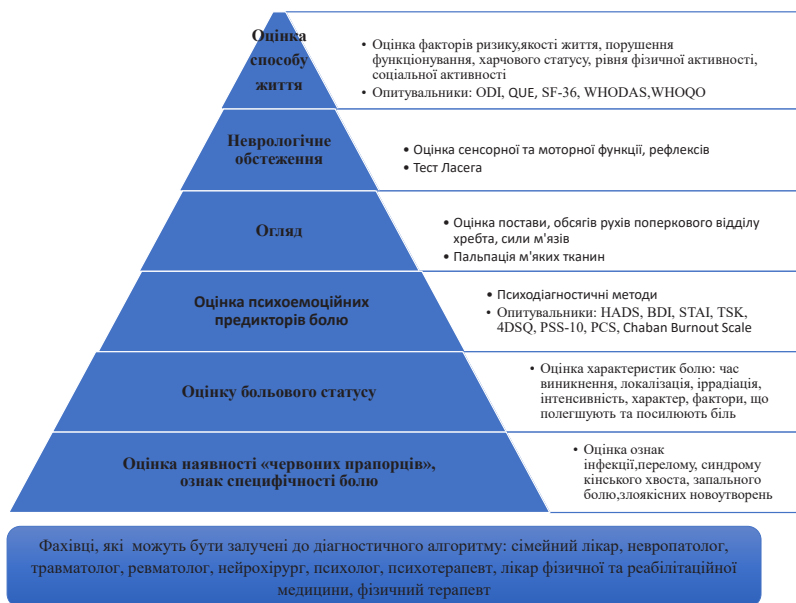 Оцінка
способу
життя
• Оцінка факторів ризику,якості життя, порушення
функціонування, харчового статусу, рівня фізичної активності,
соціальної активності
• Опитувальники: ODI, QUE, SF-36, WHODAS,WHOQO
Неврологічне
обстеження
• Оцінка сенсорної та моторної функції, рефлексів
• Тест Ласега
Огляд
• Оцінка постави, обсягів рухів поперкового відділу
хребта, сили м'язів
• Пальпація м'яких тканин
Оцінка психоемоційних
предикторів болю
• Психодіагностичні методи
• Опитувальники: HADS, BDI, STAI, TSK,
4DSQ, PSS-10, PCS, Chaban Burnout Scale
Оцінку больового статусу
• Оцінка характеристик болю: час
виникнення, локалізація, іррадіація,
інтенсивність, характер, фактори, що
полегшують та посилюють біль
Оцінка наявності «червоних прапорців»,
ознак специфічності болю
• Оцінка ознак
інфекції,перелому, синдрому
кінського хвоста, запального
болю,злоякісних новоутворень
Фахівці, які можуть бути залучені до діагностичного алгоритму: сімейний лікар, невропатолог,
травматолог, ревматолог, нейрохірург, психолог, психотерапевт, лікар фізичної та реабілітаційної
медицини, фізичний терапевт